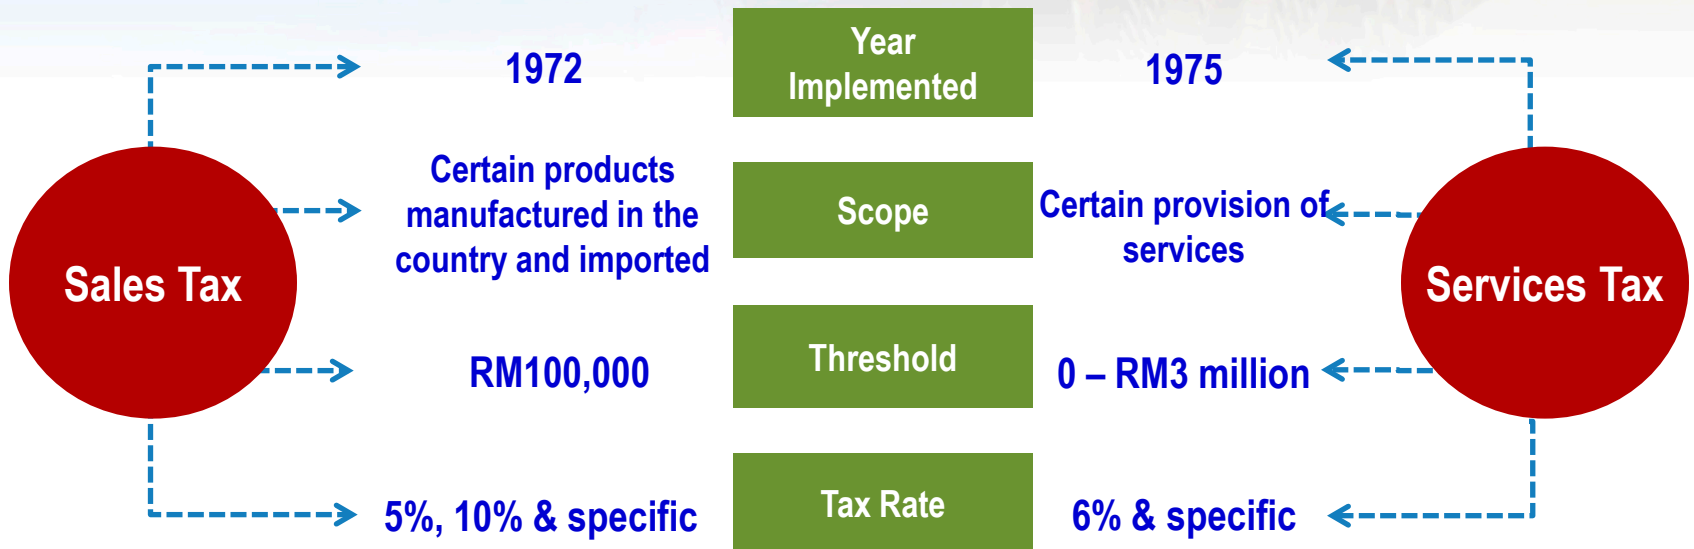 Sales Tax
1972
Year
Implemented
1975
Certain products
manufactured in the
country and imported
Scope
Certain provision of
services
RM100,000
Threshold
0 – RM3 million
5%, 10% & specific
Tax Rate
6% & specific
Services Tax